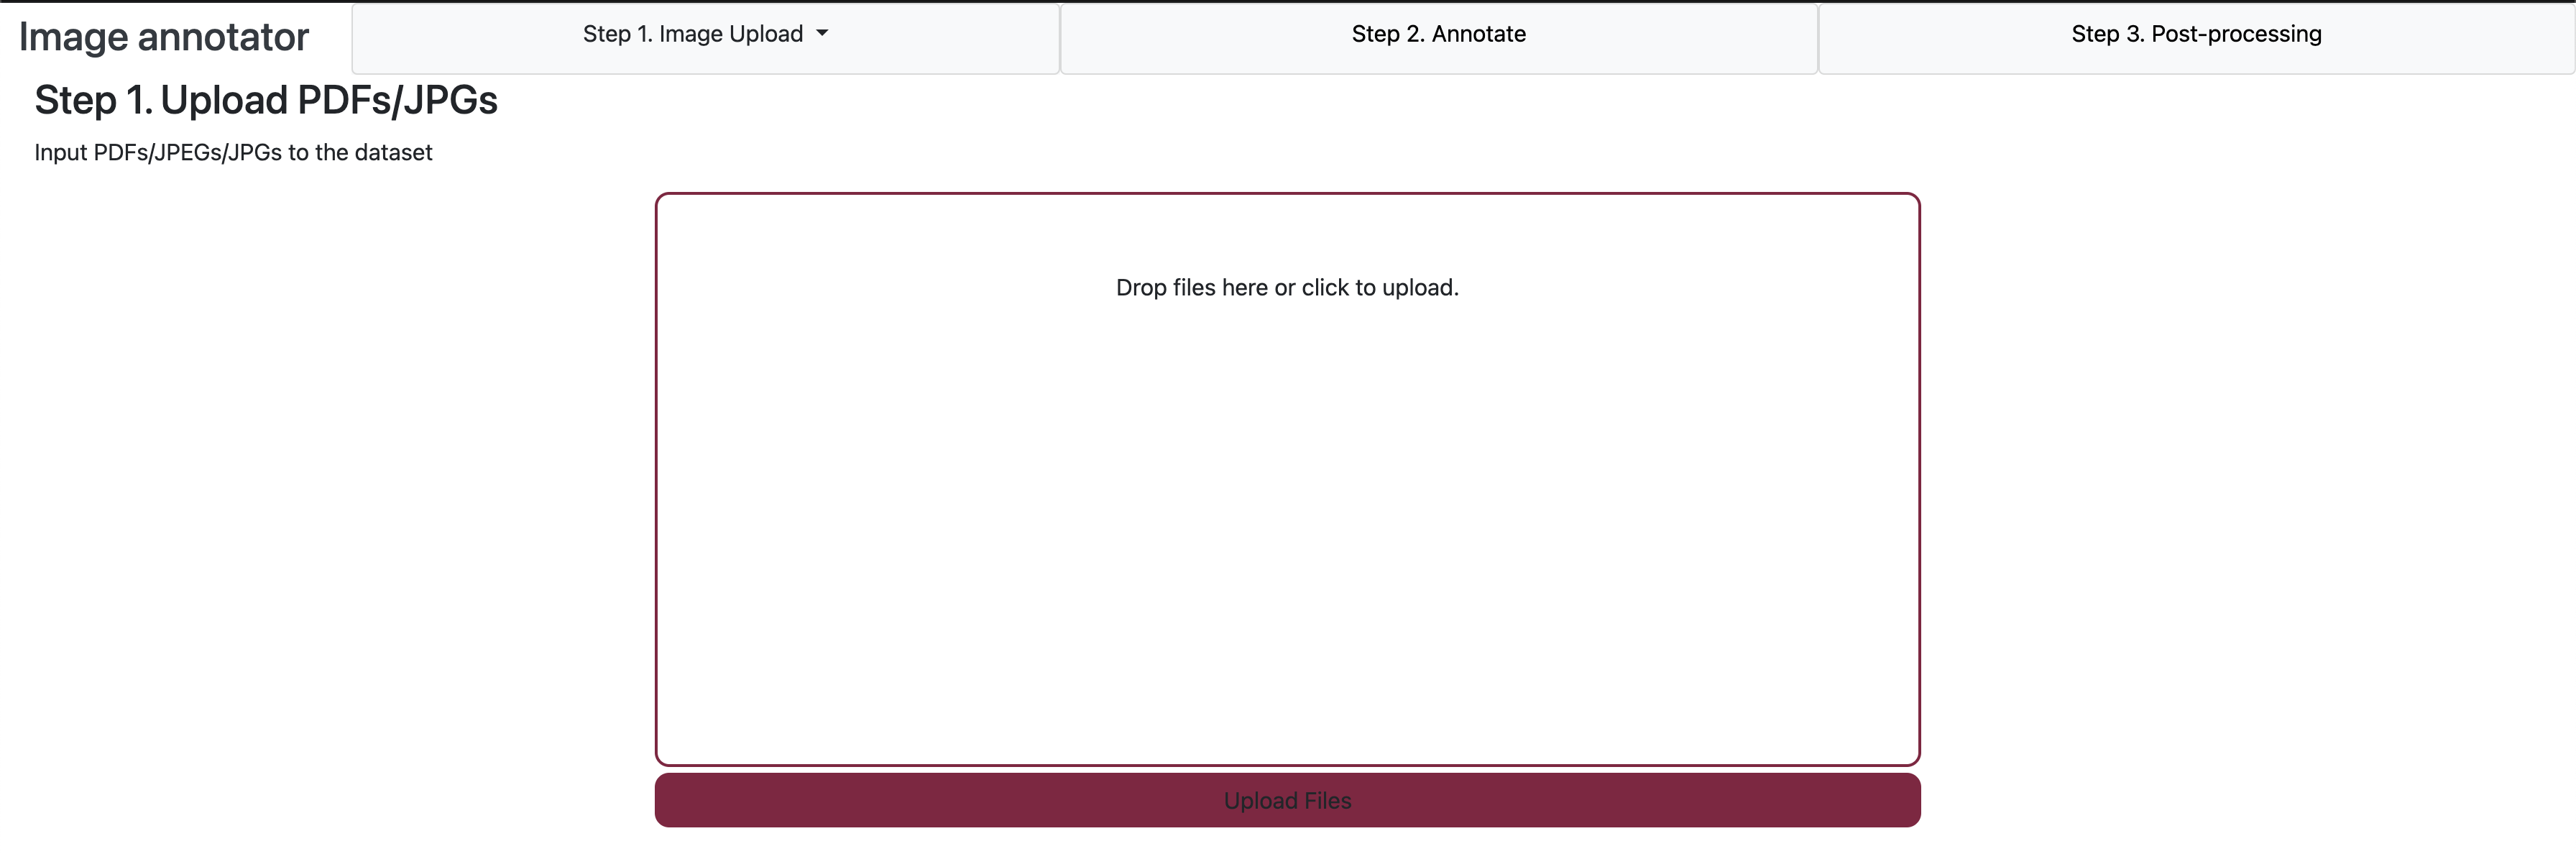 Image annotator
Step 1. Image Upload
Step 2. Annotate
Step 3. Post-processing
Step 1. Upload PDFs/JPGs
Input PDFs/JPEGs/JPGs to the dataset
Drop files here or click to upload.
Upload Files